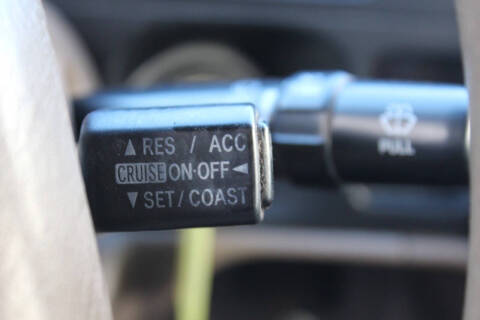 ▲ RES / ACC
CRUISE ON·OFF ◄
▼ SET / COAST
PULL